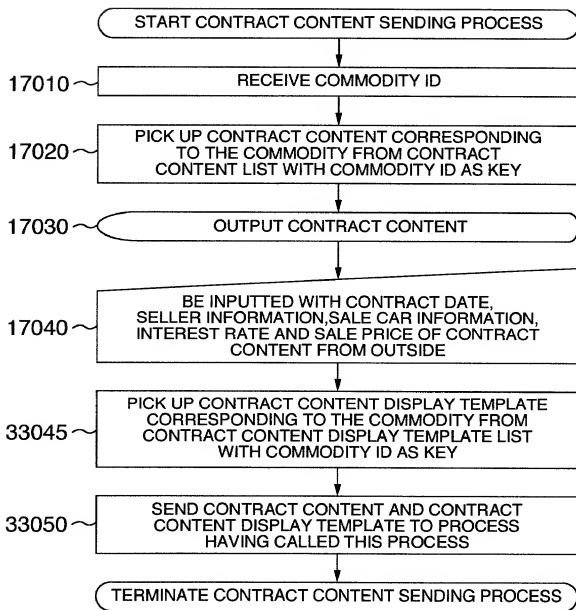 START CONTRACT CONTENT SENDING PROCESS
17010
RECEIVE COMMODITY ID
17020
PICK UP CONTRACT CONTENT CORRESPONDING
TO THE COMMODITY FROM CONTRACT
CONTENT LIST WITH COMMODITY ID AS KEY
17030
OUTPUT CONTRACT CONTENT
17040
BE INPUTTED WITH CONTRACT DATE,
SELLER INFORMATION,SALE CAR INFORMATION,
INTEREST RATE AND SALE PRICE OF CONTRACT
CONTENT FROM OUTSIDE
33045
PICK UP CONTRACT CONTENT DISPLAY TEMPLATE
CORRESPONDING TO THE COMMODITY FROM
CONTRACT CONTENT DISPLAY TEMPLATE LIST
WITH COMMODITY ID AS KEY
33050
SEND CONTRACT CONTENT AND CONTRACT
CONTENT DISPLAY TEMPLATE TO PROCESS
HAVING CALLED THIS PROCESS
TERMINATE CONTRACT CONTENT SENDING PROCESS